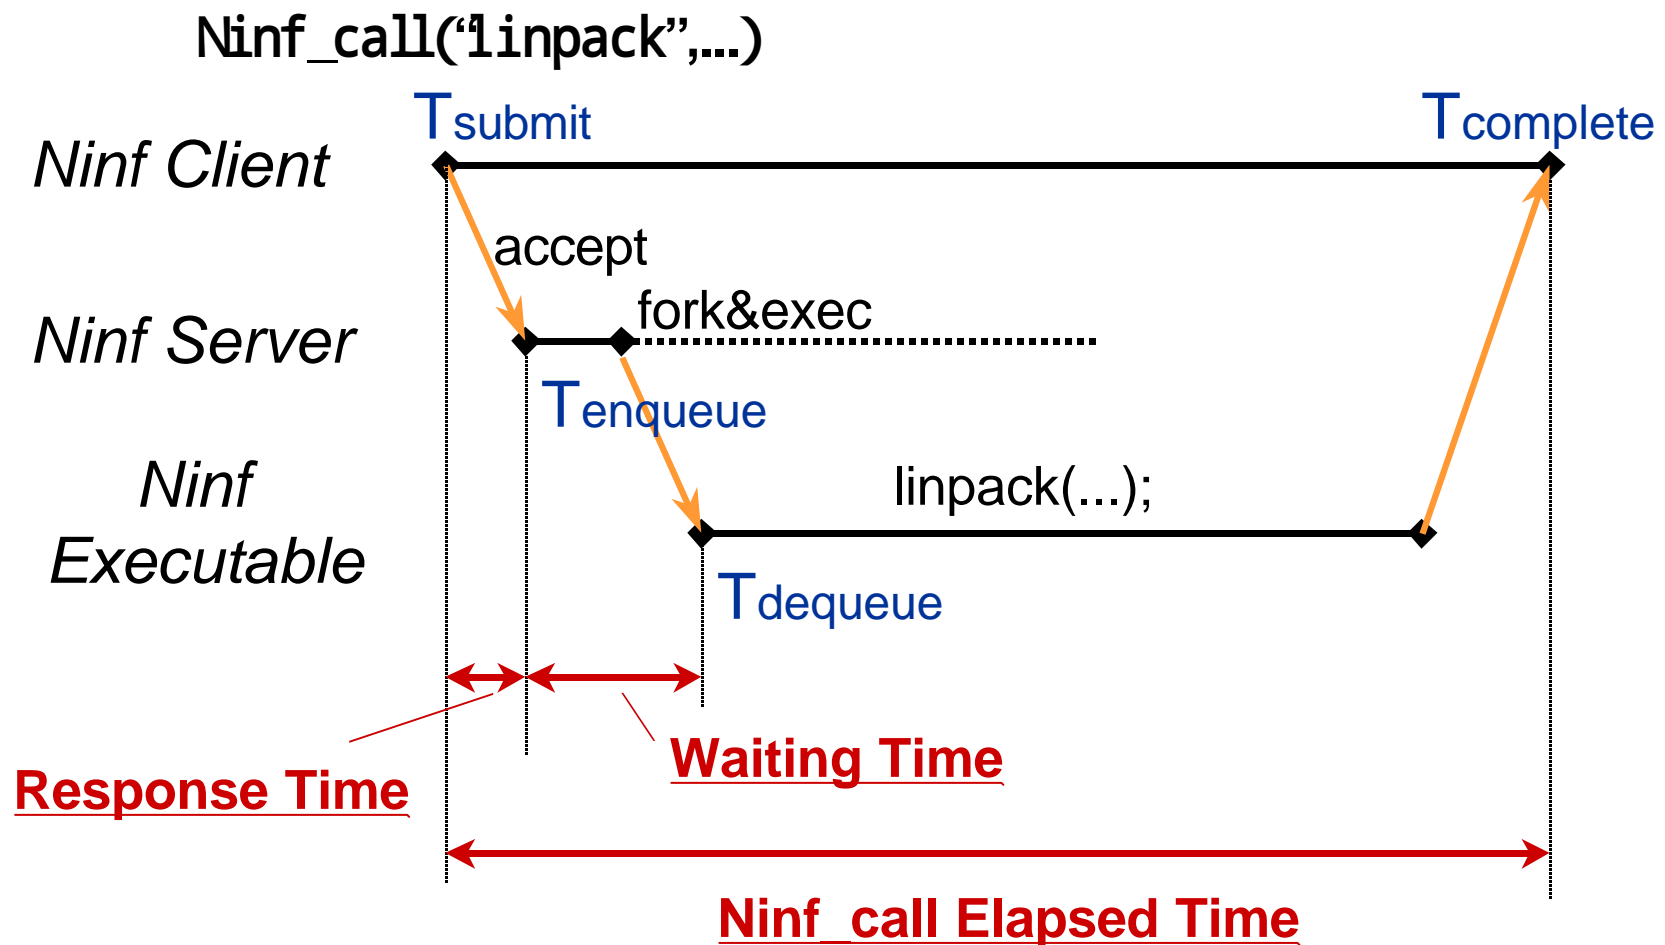 Ninf_call(“linpack”,....)
Tsubmit
Tcomplete
Ninf Client
accept
fork&exec
Ninf Server
Tenqueue
Ninf
Executable
linpack(...);
Tdequeue
Waiting Time
Response Time
Ninf_call Elapsed Time